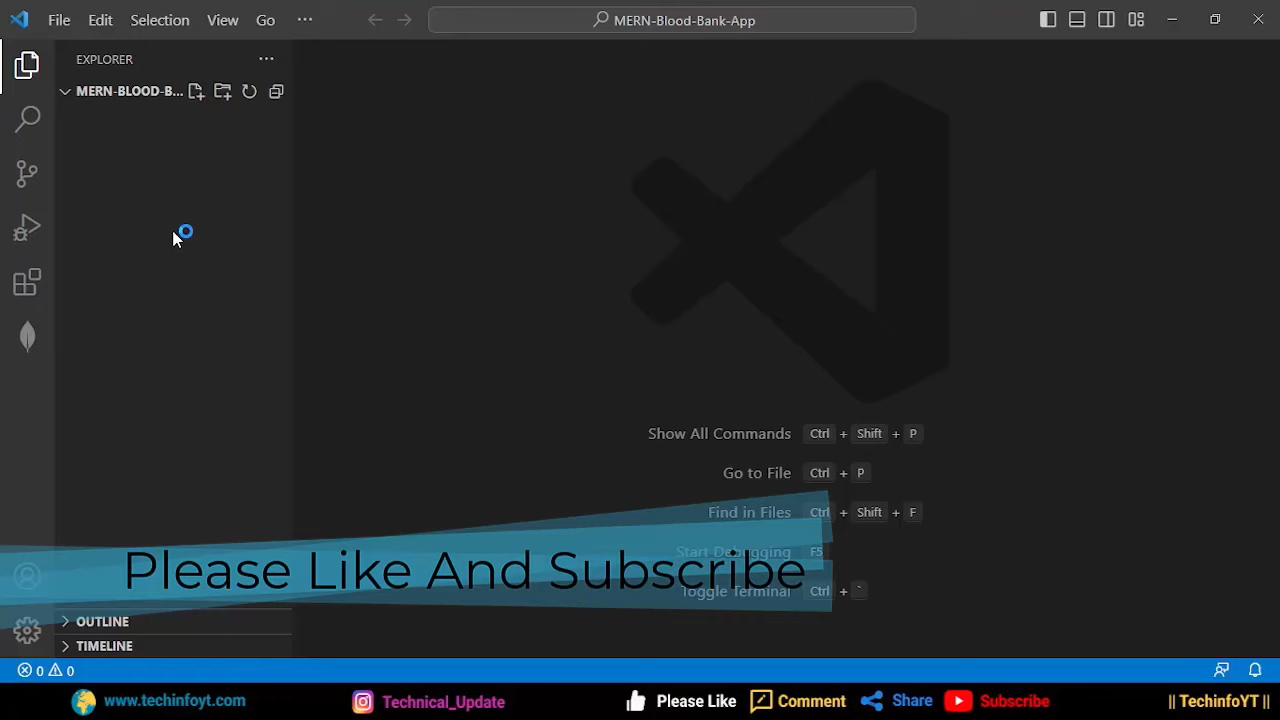 File Edit Selection View Go ··· MERN-Blood-Bank-App
EXPLORER ···
MERN-BLOOD-B...
Show All Commands Ctrl + Shift + P
Go to File Ctrl + P
Find in Files Ctrl + Shift + F
Start Debugging F5
Toggle Terminal Ctrl + `
Please Like And Subscribe
OUTLINE
TIMELINE
0 0
www.techinfoyt.com Technical_Update Please Like Comment Share Subscribe || TechinfoYT ||